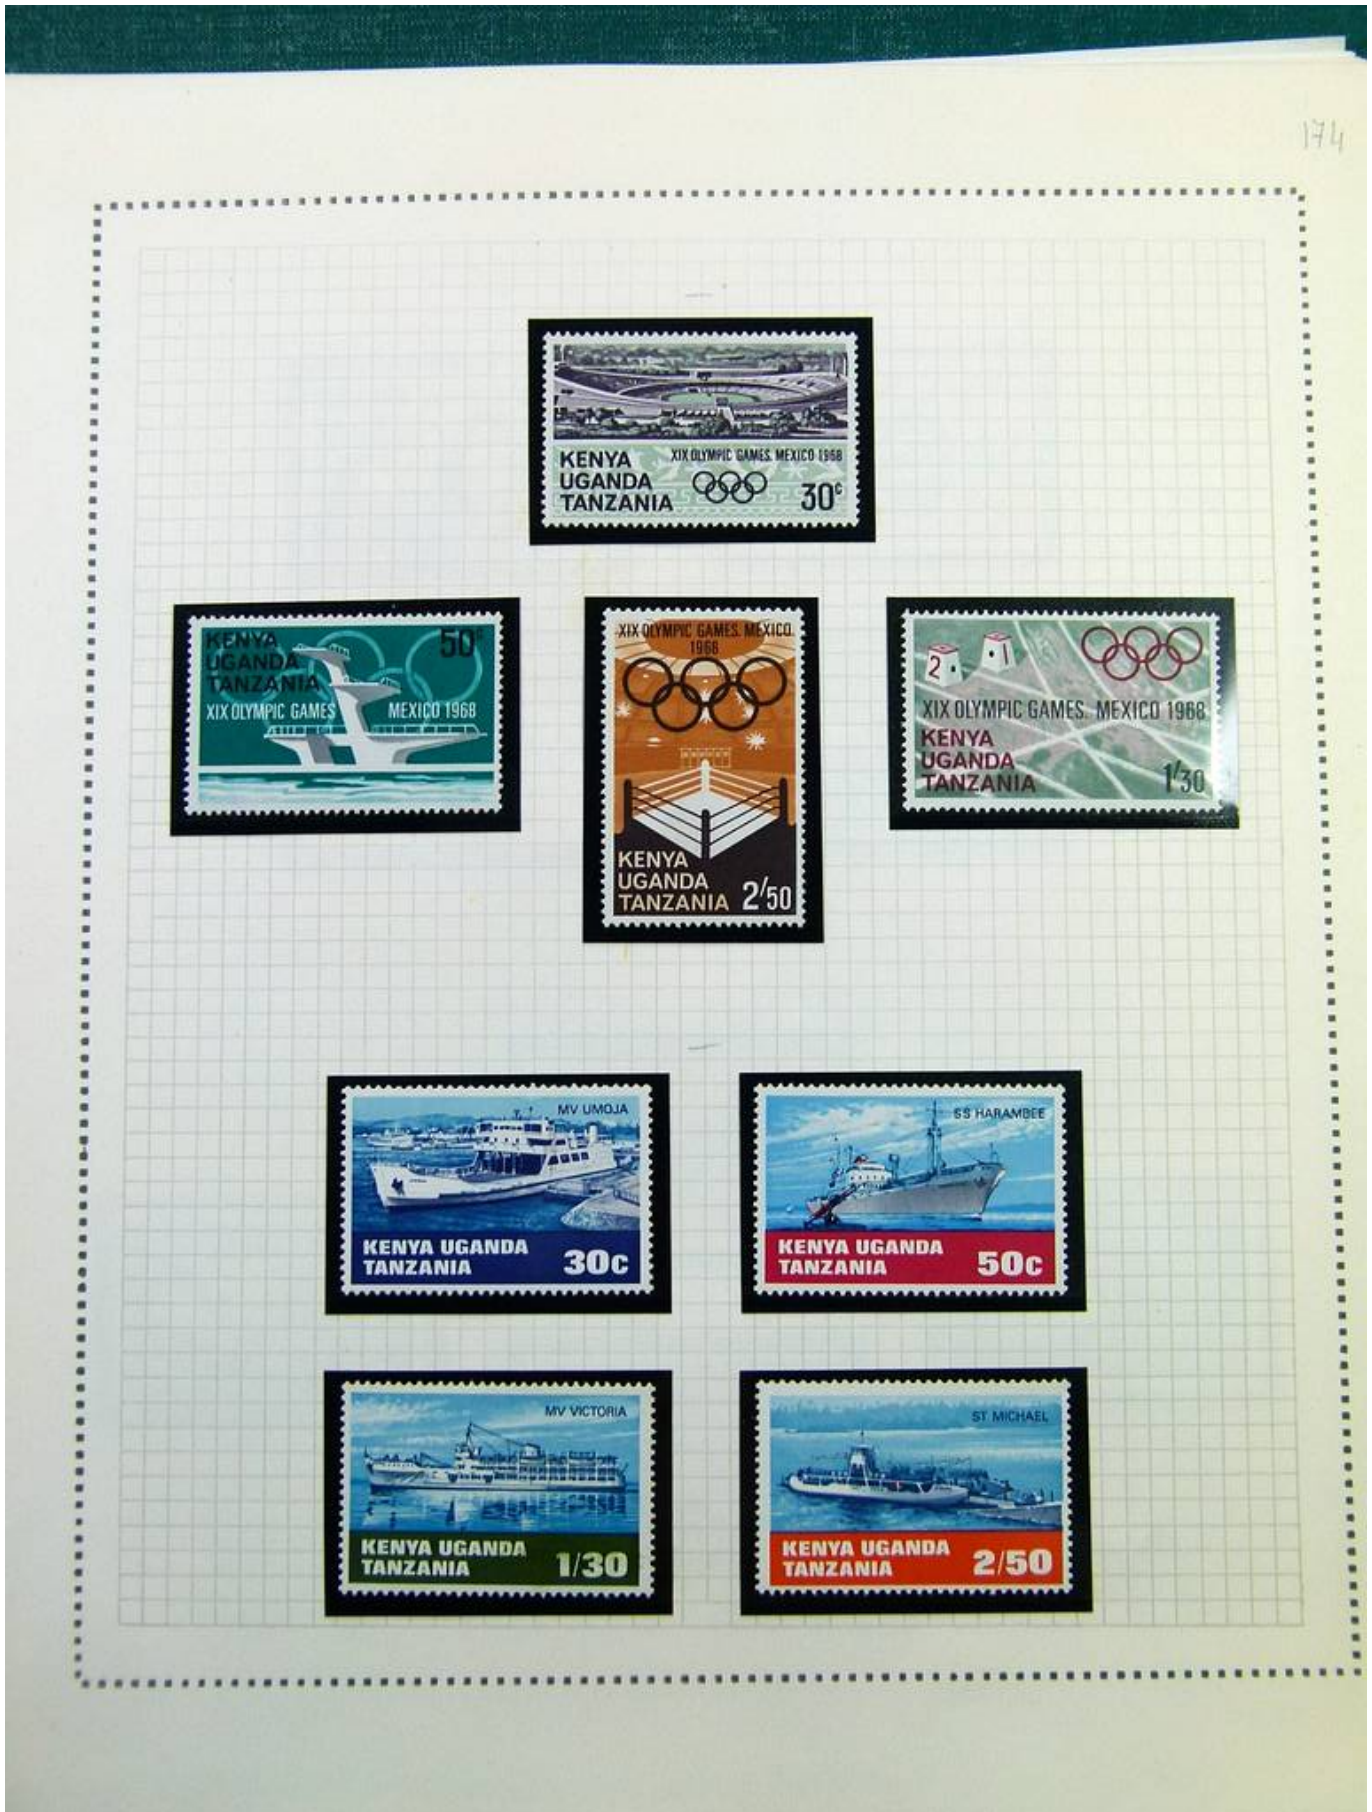 174
XIX OLYMPIC GAMES. MEXICO 1968
KENYA
UGANDA
TANZANIA
30c
KENYA
UGANDA
TANZANIA
50c
XIX OLYMPIC GAMES
MEXICO 1968
XIX OLYMPIC GAMES. MEXICO
1968
KENYA
UGANDA
TANZANIA
2/50
2
1
XIX OLYMPIC GAMES. MEXICO 1968
KENYA
UGANDA
TANZANIA
1/30
MV UMOJA
KENYA UGANDA
TANZANIA
30c
SS HARAMBEE
KENYA UGANDA
TANZANIA
50c
MV VICTORIA
KENYA UGANDA
TANZANIA
1/30
ST MICHAEL
KENYA UGANDA
TANZANIA
2/50